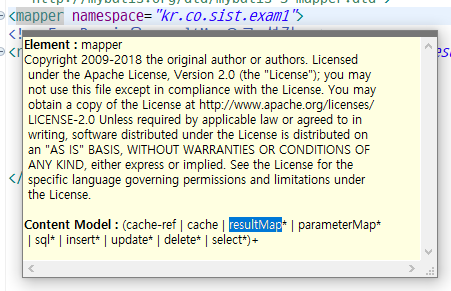 http://mybatis.org/dtd/mybatis-3-mapper.dtd">
<mapper namespace="kr.co.sist.exam1">
<!
<r
Element : mapper
Copyright 2009-2018 the original author or authors. Licensed
under the Apache License, Version 2.0 (the "License"); you may
not use this file except in compliance with the License. You may
obtain a copy of the License at http://www.apache.org/licenses/
LICENSE-2.0 Unless required by applicable law or agreed to in
writing, software distributed under the License is distributed on
an "AS IS" BASIS, WITHOUT WARRANTIES OR CONDITIONS OF
ANY KIND, either express or implied. See the License for the
specific language governing permissions and limitations under
the License.
Content Model : (cache-ref | cache | resultMap* | parameterMap*
| sql* | insert* | update* | delete* | select*)+
</